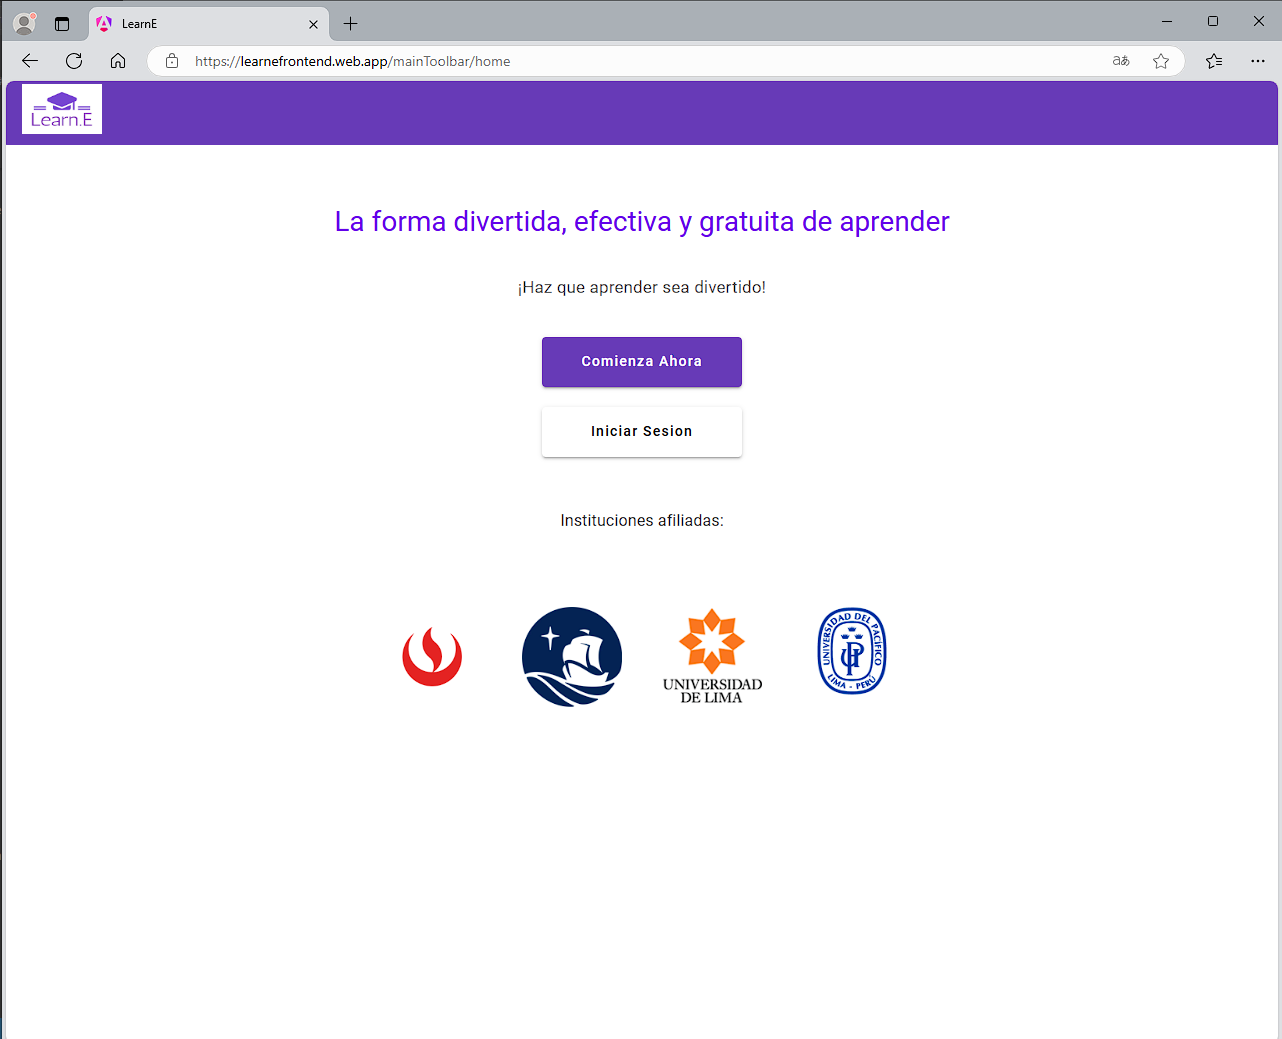 LearnE
https://learnefrontend.web.app/mainToolbar/home
Learn.E
La forma divertida, efectiva y gratuita de aprender
¡Haz que aprender sea divertido!
Comienza Ahora
Iniciar Sesion
Instituciones afiliadas:
UNIVERSIDAD
DE LIMA
UNIVERSIDAD DEL PACÍFICO
LIMA - PERU